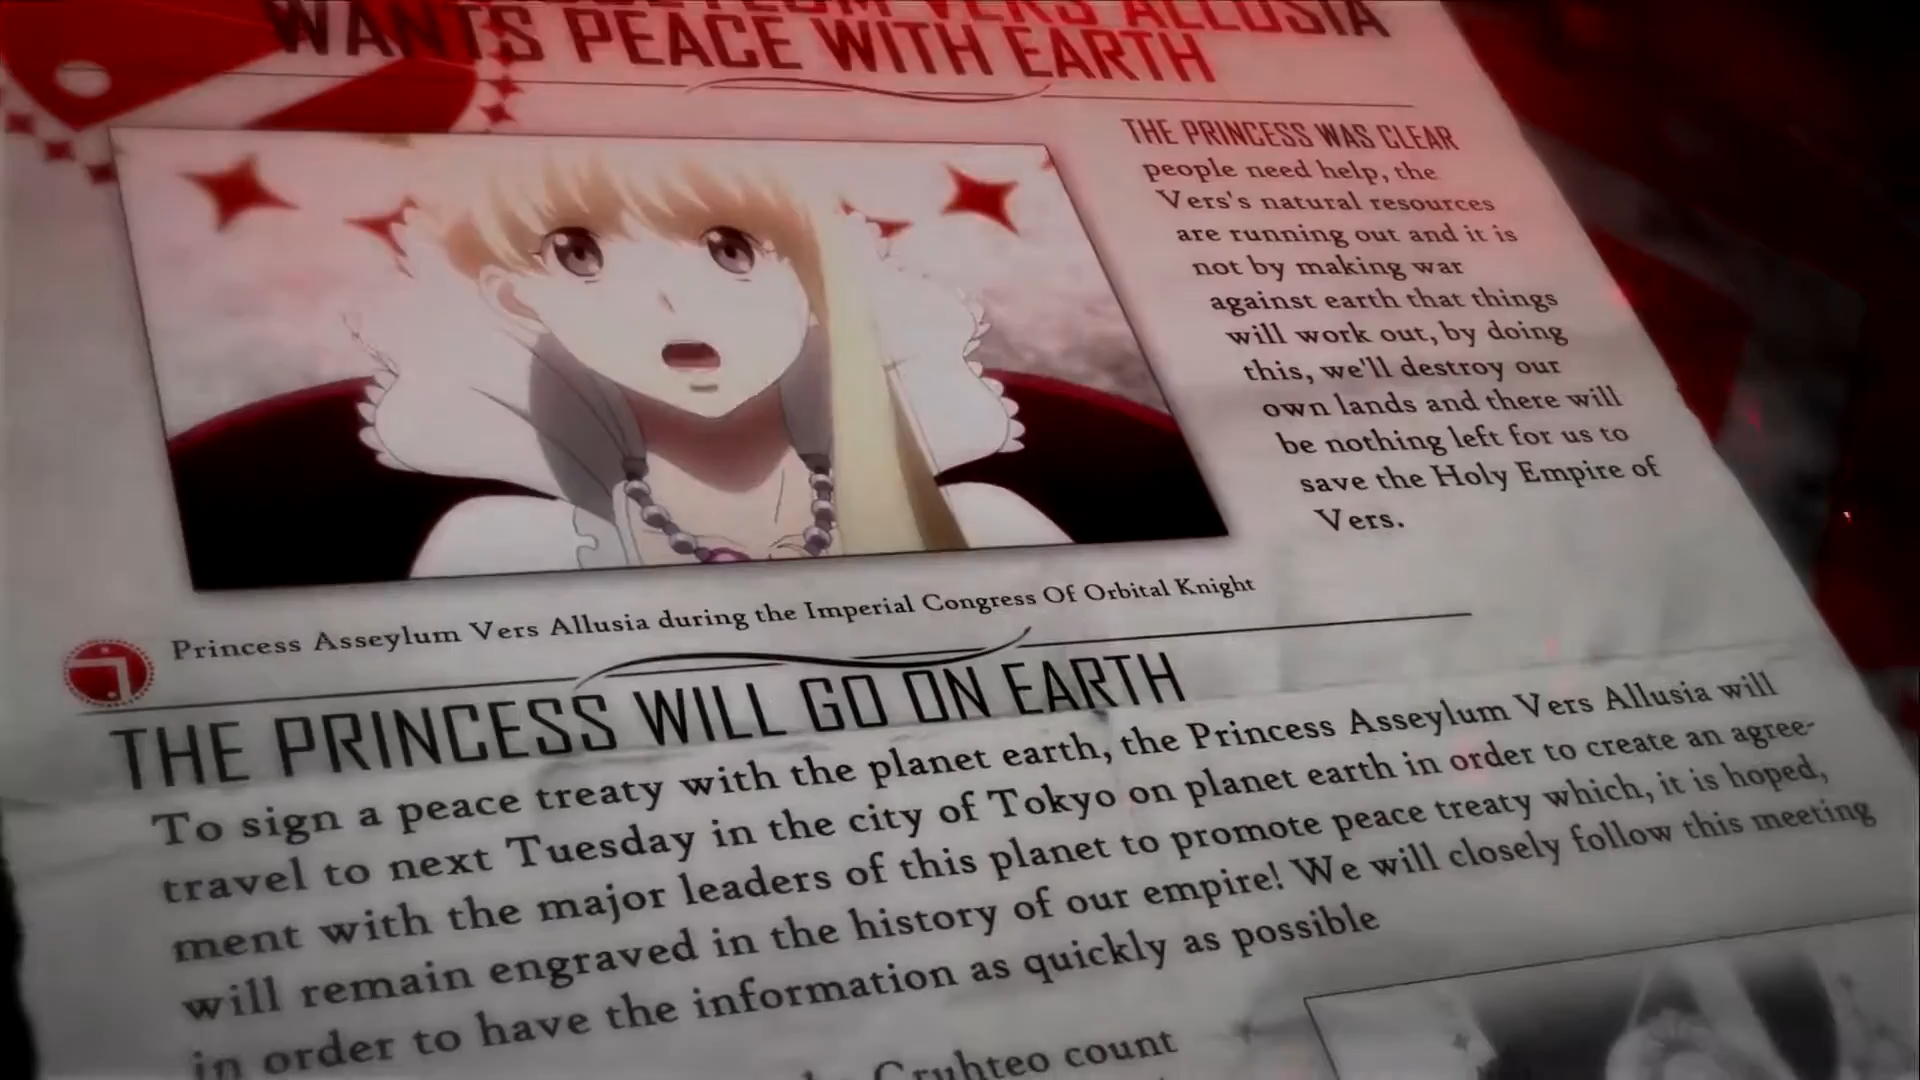 VERS ALLUSIA
WANTS PEACE WITH EARTH
THE PRINCESS WAS CLEAR
people need help, the
Vers's natural resources
are running out and it is
not by making war
against earth that things
will work out, by doing
this, we'll destroy our
own lands and there will
be nothing left for us to
save the Holy Empire of
Vers.
Princess Asseylum Vers Allusia during the Imperial Congress Of Orbital Knight
THE PRINCESS WILL GO ON EARTH
To sign a peace treaty with the planet earth, the Princess Asseylum Vers Allusia will
travel to next Tuesday in the city of Tokyo on planet earth in order to create an agree-
ment with the major leaders of this planet to promote peace treaty which, it is hoped,
will remain engraved in the history of our empire! We will closely follow this meeting
in order to have the information as quickly as possible
Cruhteo count